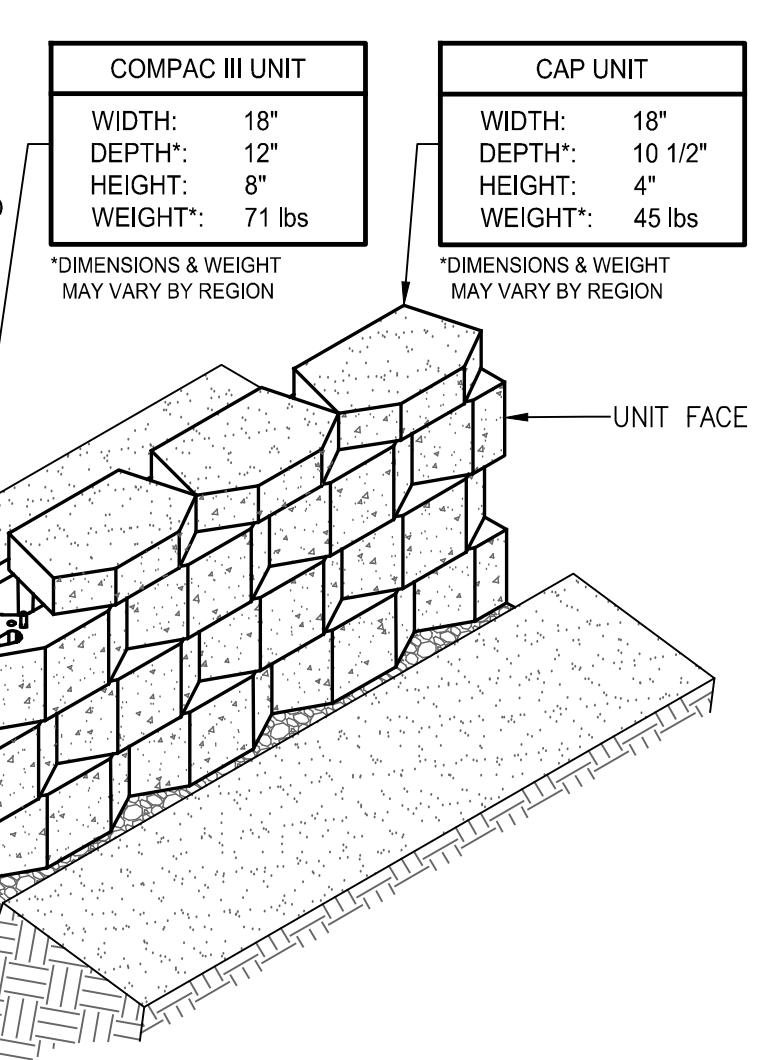 COMPAC III UNIT
WIDTH: 18"
DEPTH*: 12"
HEIGHT: 8"
WEIGHT*: 71 lbs
*DIMENSIONS & WEIGHT
MAY VARY BY REGION
CAP UNIT
WIDTH: 18"
DEPTH*: 10 1/2"
HEIGHT: 4"
WEIGHT*: 45 lbs
*DIMENSIONS & WEIGHT
MAY VARY BY REGION
UNIT FACE